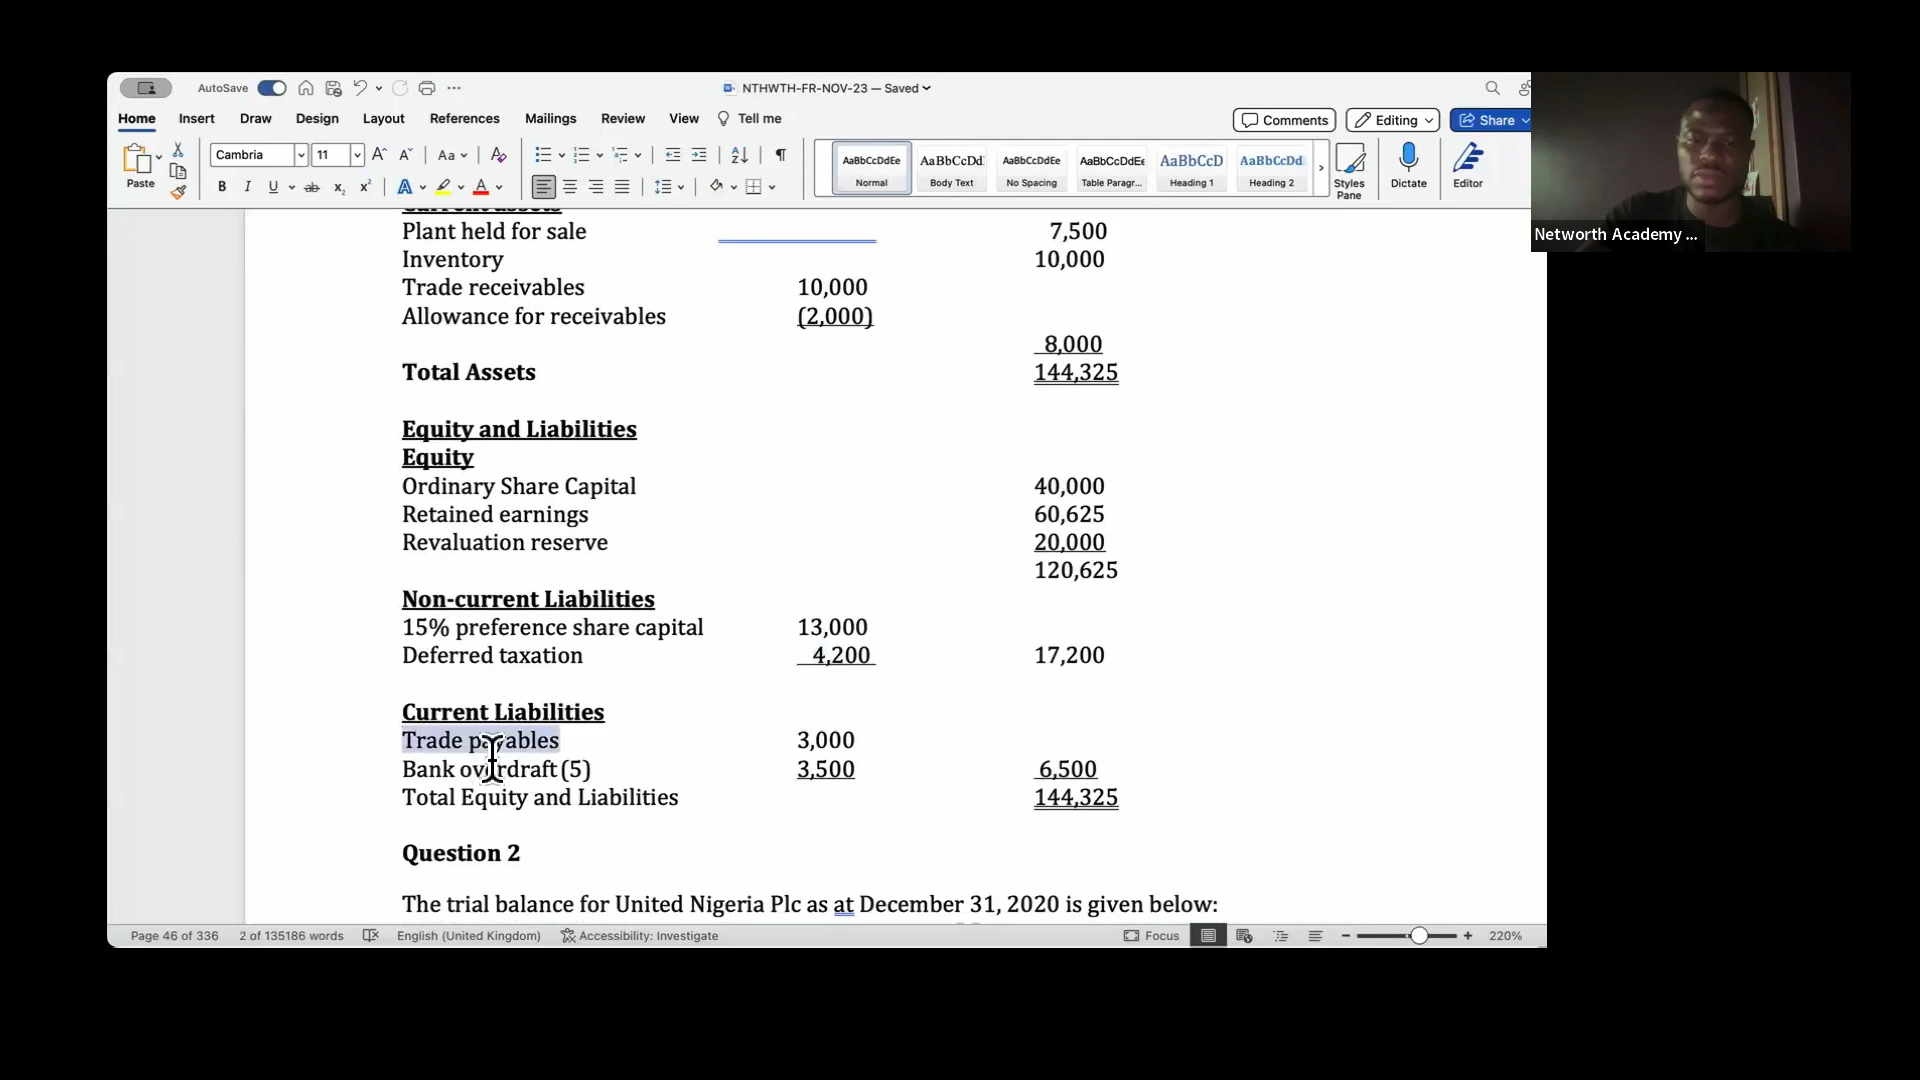 AutoSave
NTHWTH-FR-NOV-23 — Saved
Home Insert Draw Design Layout References Mailings Review View Tell me
Comments Editing Share
Paste
Cambria 11
AaBbCcDdEe Normal
AaBbCcDd Body Text
AaBbCcDdEe No Spacing
AaBbCcDdEe Table Paragr...
AaBbCcD Heading 1
AaBbCcDd Heading 2
Styles Pane
Dictate
Editor
Networth Academy ...
Current assets
Plant held for sale 7,500
Inventory 10,000
Trade receivables 10,000
Allowance for receivables (2,000)
8,000
Total Assets 144,325
Equity and Liabilities
Equity
Ordinary Share Capital 40,000
Retained earnings 60,625
Revaluation reserve 20,000
120,625
Non-current Liabilities
15% preference share capital 13,000
Deferred taxation 4,200 17,200
Current Liabilities
Trade payables 3,000
Bank overdraft (5) 3,500 6,500
Total Equity and Liabilities 144,325
Question 2
The trial balance for United Nigeria Plc as at December 31, 2020 is given below:
Page 46 of 336 2 of 135186 words English (United Kingdom) Accessibility: Investigate Focus 220%